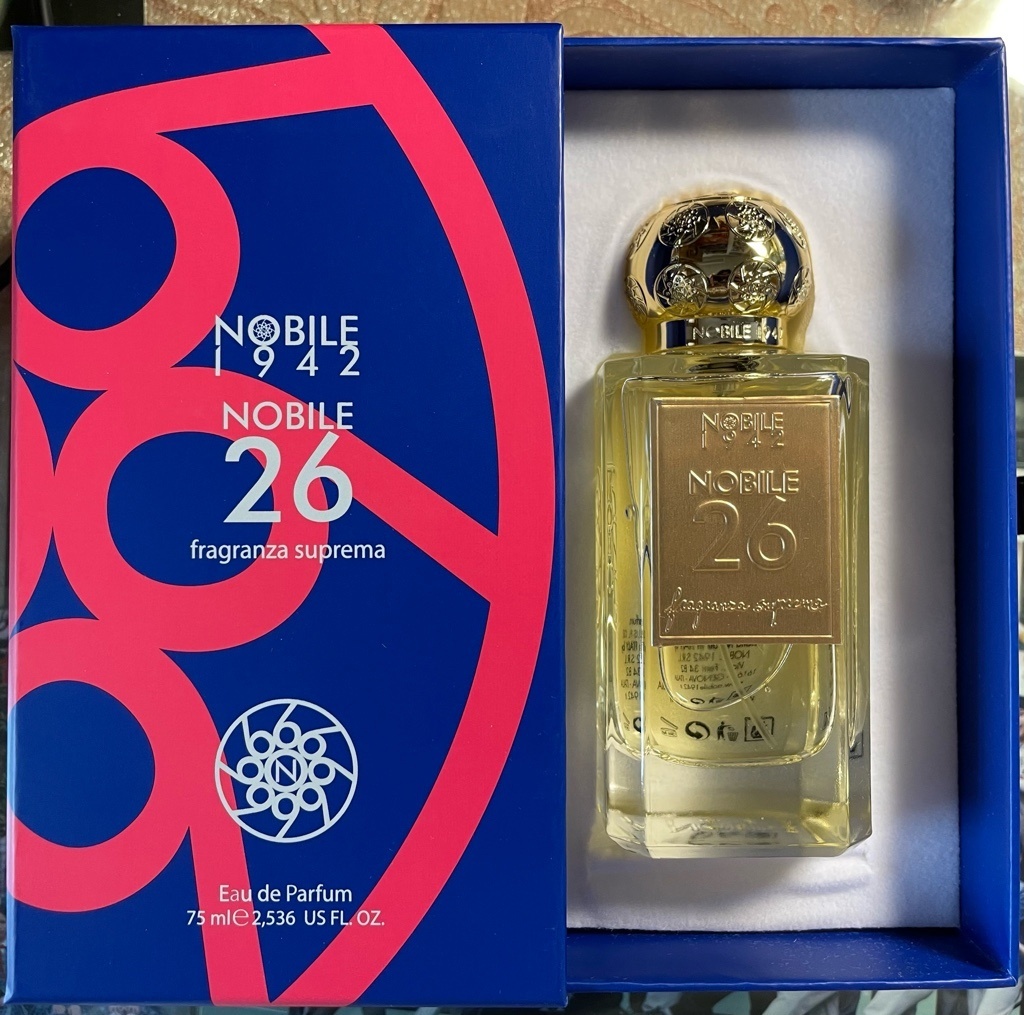 NOBILE
1942
NOBILE
26
fragranza suprema
Eau de Parfum
75 ml℮2,536 US FL. OZ.
NOBILE 194
NOBILE
1942
NOBILE
26
fragranza suprema